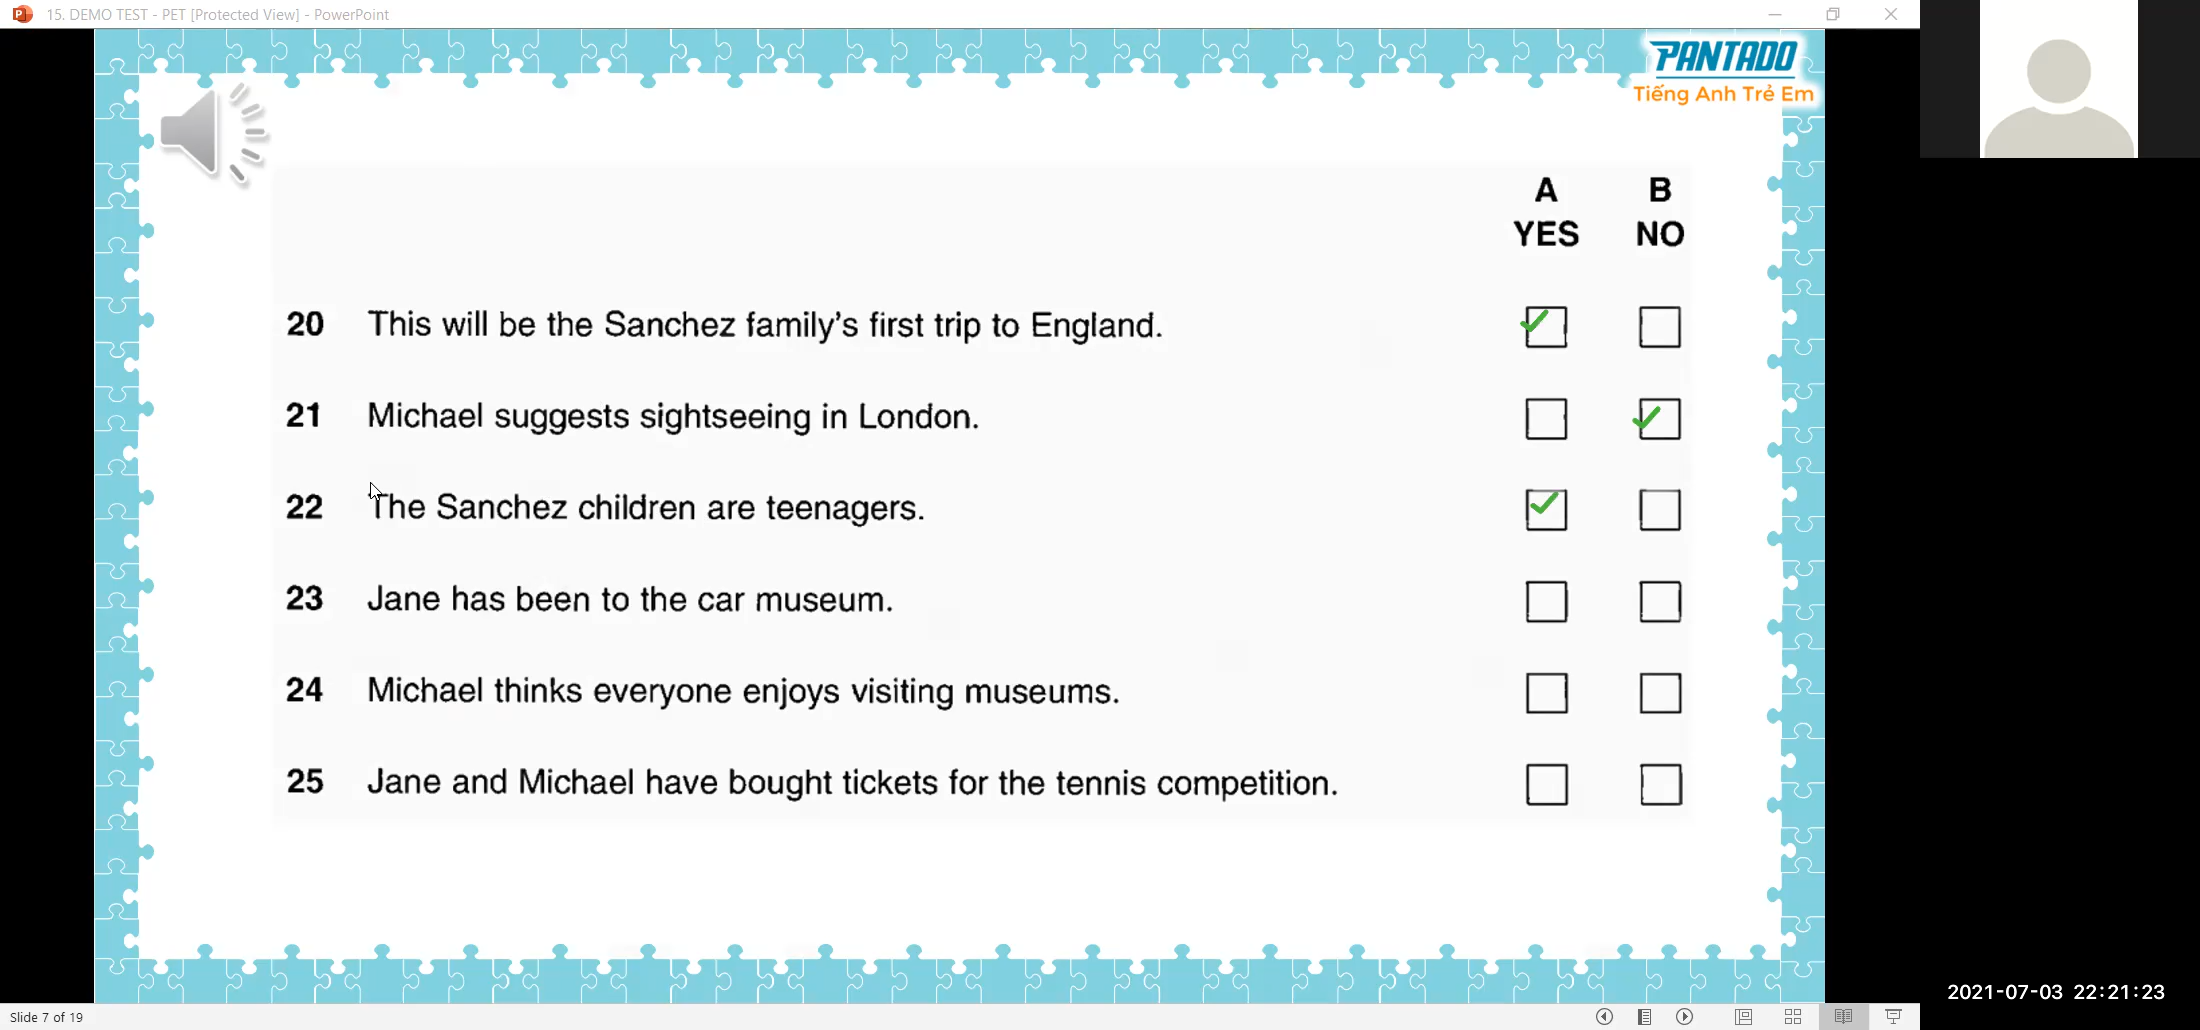 15. DEMO TEST - PET [Protected View] - PowerPoint
PANTADO
Tiếng Anh Trẻ Em
A B
YES NO
20 This will be the Sanchez family's first trip to England.
21 Michael suggests sightseeing in London.
22 The Sanchez children are teenagers.
23 Jane has been to the car museum.
24 Michael thinks everyone enjoys visiting museums.
25 Jane and Michael have bought tickets for the tennis competition.
2021-07-03 22:21:23
Slide 7 of 19